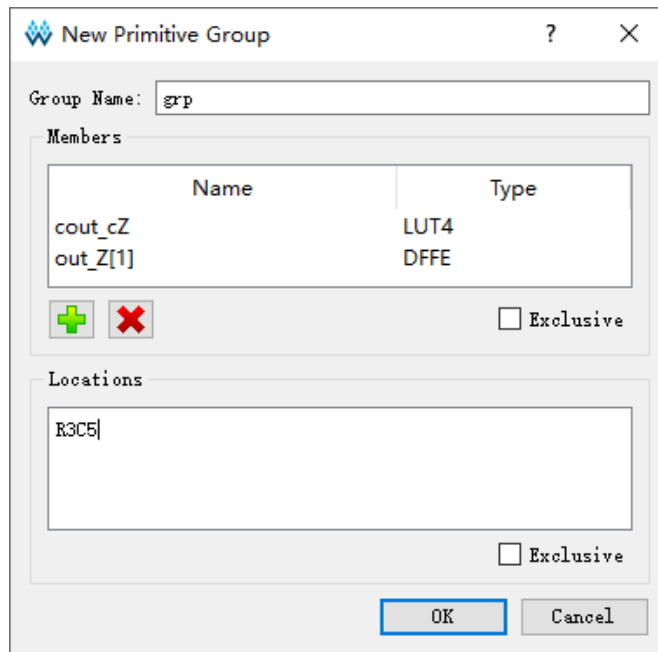 New Primitive Group ?
Group Name: grp
Members
Name Type
cout_cZ LUT4
out_Z[1] DFFE
Exclusive
Locations
R3C5
Exclusive
OK Cancel